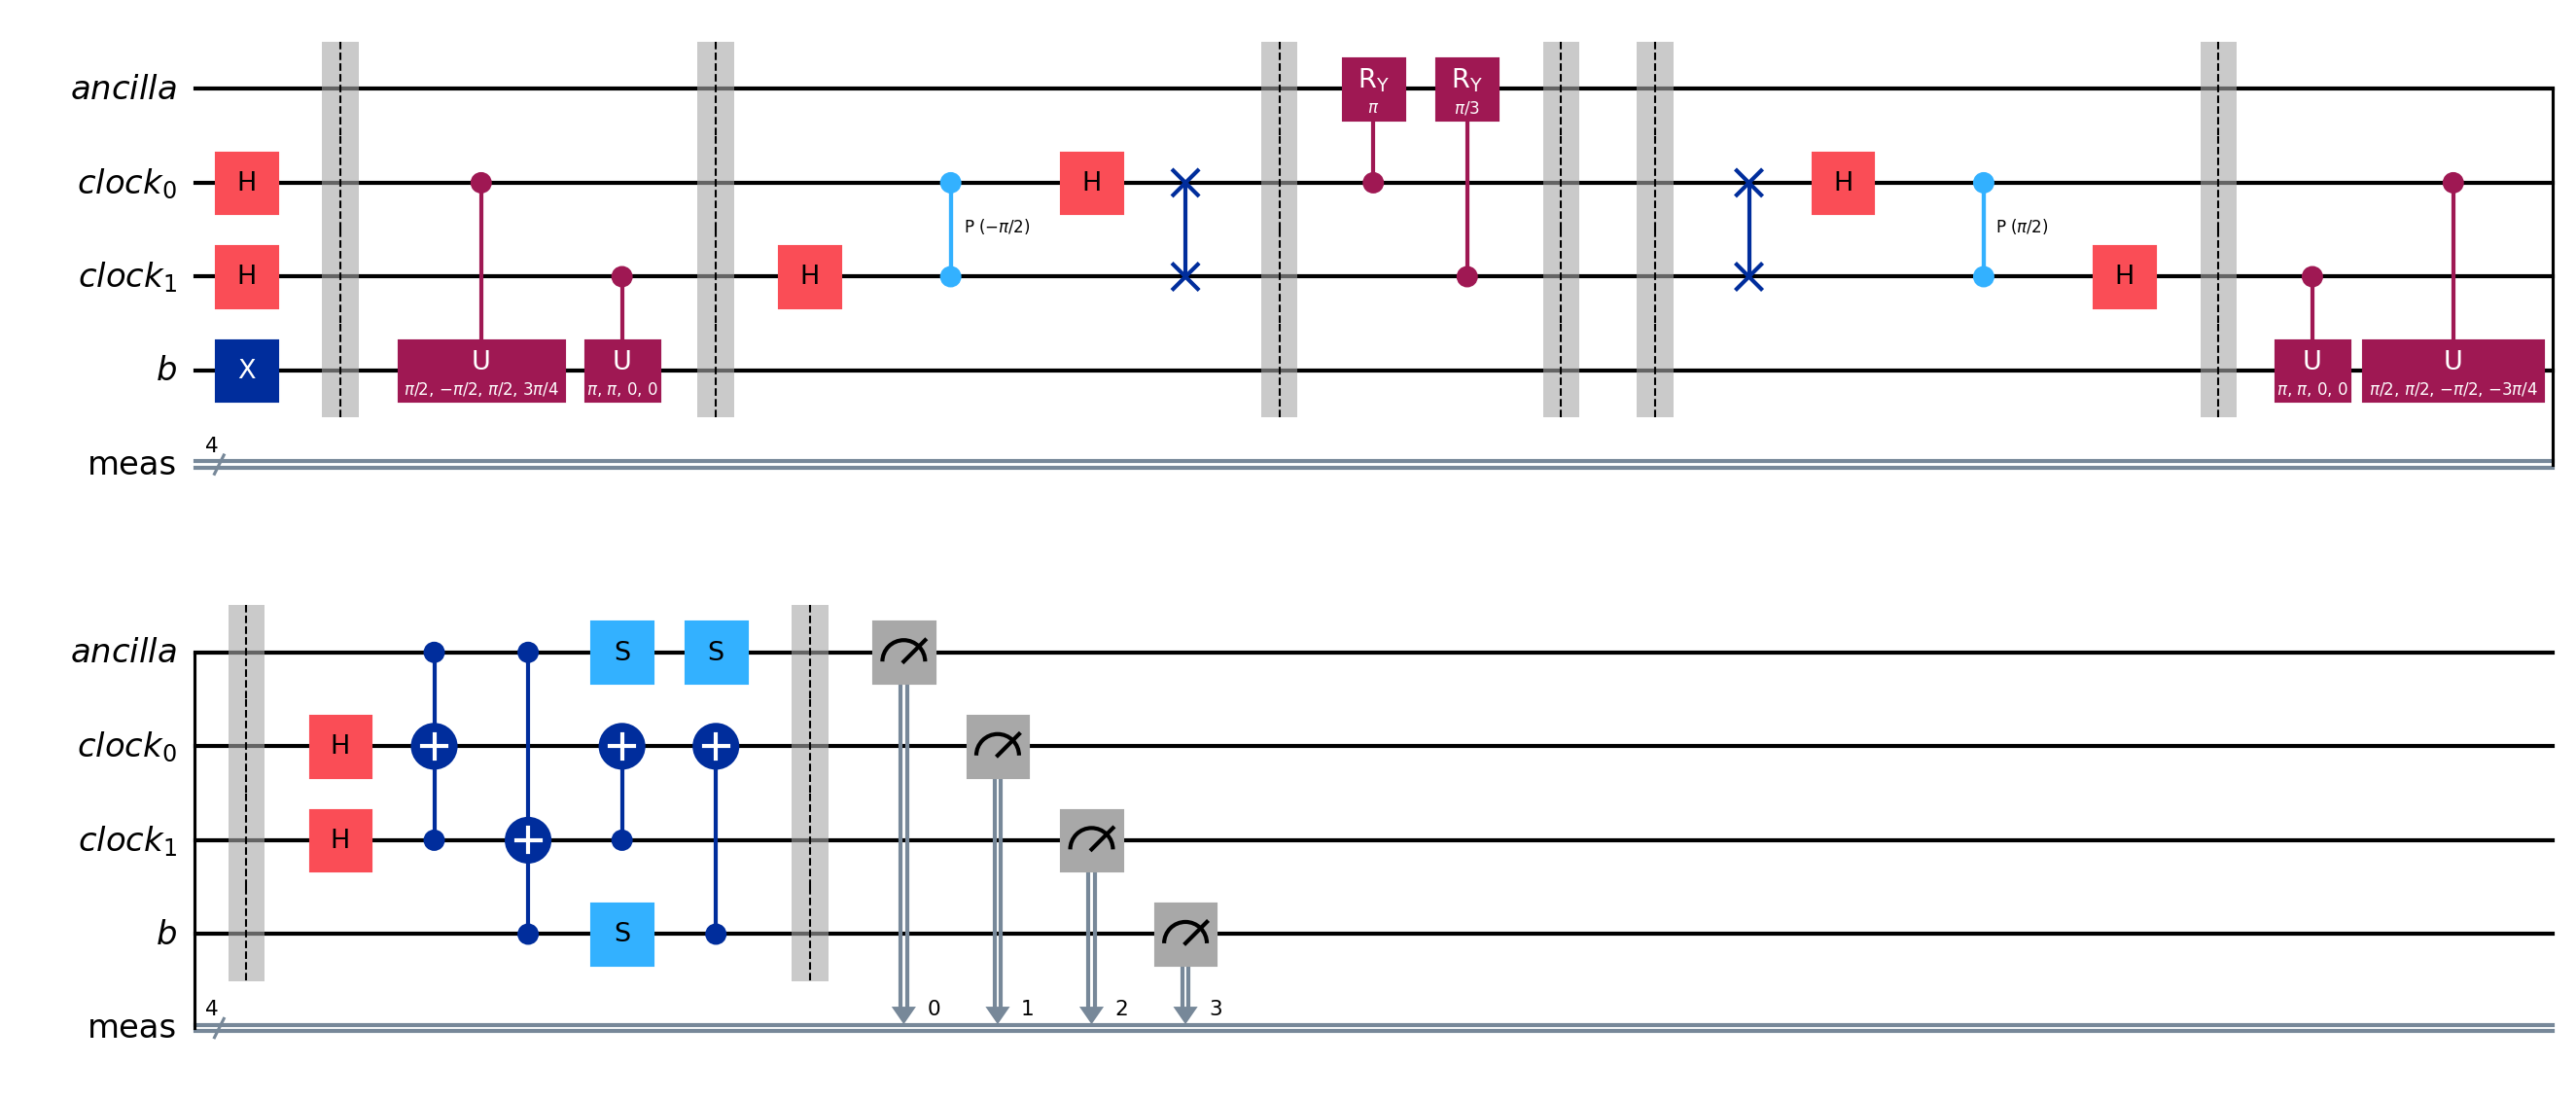 ancilla R_Y π R_Y π/3
clock_0 H H H
P (−π/2) P (π/2)
clock_1 H H H
b X U π/2, −π/2, π/2, 3π/4 U π, π, 0, 0 U π, π, 0, 0 U π/2, π/2, −π/2, −3π/4
4
meas
ancilla S S
clock_0 H
clock_1 H
b S
4 0 1 2 3
meas